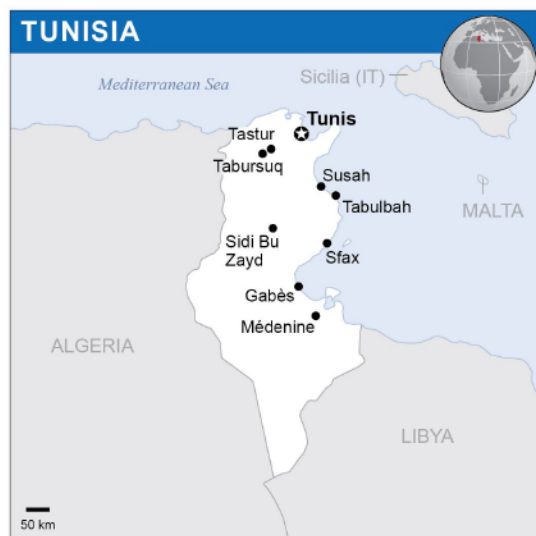 TUNISIA
Mediterranean Sea
Sicilia (IT)
Tunis
Tastur
Tabursuq
Susah
Tabulbah
MALTA
Sidi Bu
Zayd
Sfax
Gabès
Médenine
ALGERIA
LIBYA
50 km